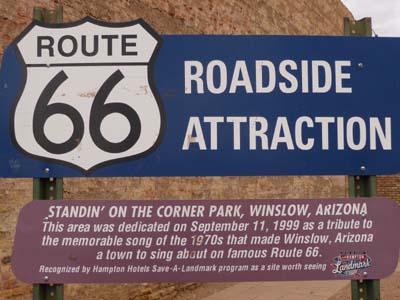 ROUTE
66
ROADSIDE
ATTRACTION
STANDIN' ON THE CORNER PARK, WINSLOW, ARIZONA
This area was dedicated on September 11, 1999 as a tribute to
the memorable song of the 1970s that made Winslow, Arizona
a town to sing about on famous Route 66.
Recognized by Hampton Hotels Save-A-Landmark program as a site worth seeing
HAMPTON
Landmark